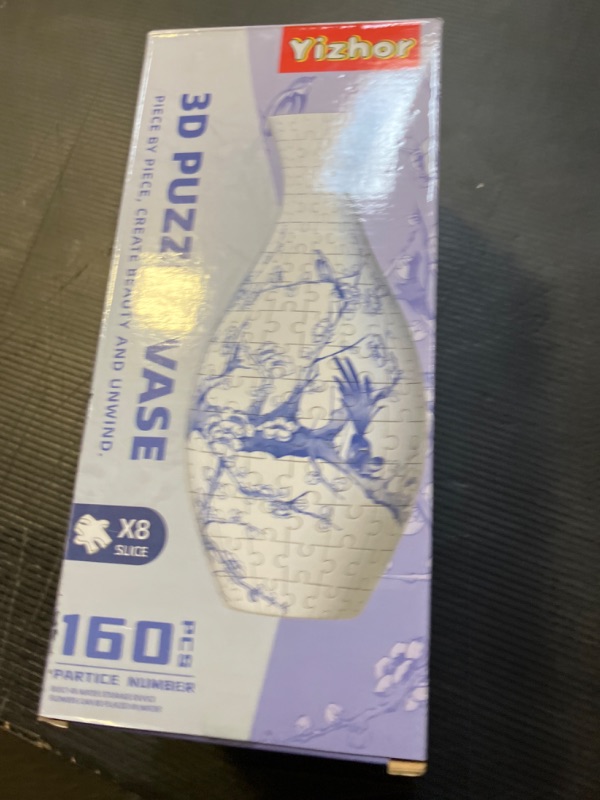 Yizhor
3D PUZZ VASE
PIECE BY PIECE, CREATE BEAUTY AND UNWIND.
X8
SLICE
160 PCS
PARTICE NUMBER